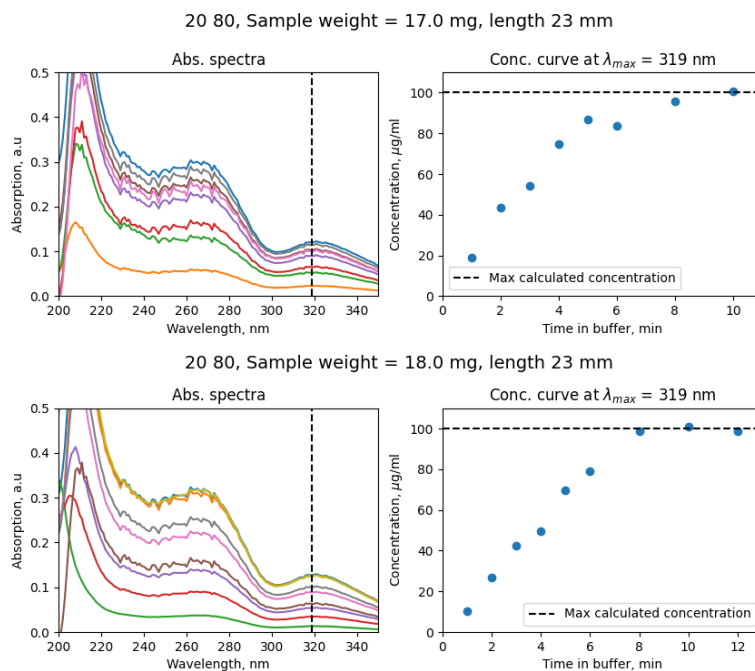 20 80, Sample weight = 17.0 mg, length 23 mm
Abs. spectra
Absorption, a.u
0.5
0.4
0.3
0.2
0.1
0.0
200 220 240 260 280 300 320 340
Wavelength, nm
Conc. curve at λmax = 319 nm
Concentration, μg/ml
100
80
60
40
20
0
Max calculated concentration
0 2 4 6 8 10
Time in buffer, min
20 80, Sample weight = 18.0 mg, length 23 mm
Abs. spectra
Absorption, a.u
0.5
0.4
0.3
0.2
0.1
0.0
200 220 240 260 280 300 320 340
Wavelength, nm
Conc. curve at λmax = 319 nm
Concentration, μg/ml
100
80
60
40
20
0
Max calculated concentration
0 2 4 6 8 10 12
Time in buffer, min